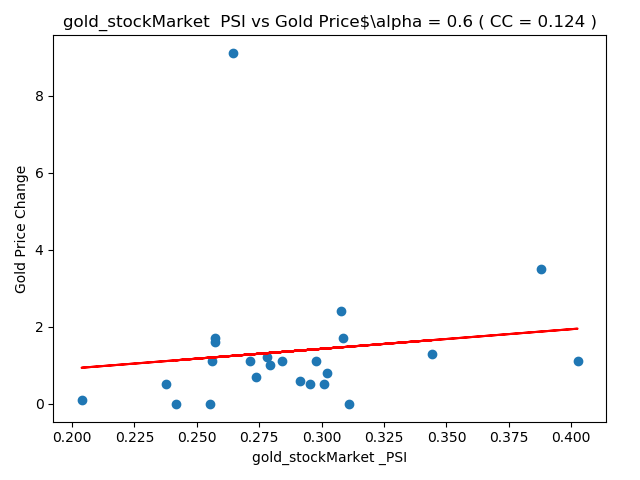 gold_stockMarket  PSI vs Gold Price$\alpha = 0.6 ( CC = 0.124 )
Gold Price Change
8
6
4
2
0
0.200 0.225 0.250 0.275 0.300 0.325 0.350 0.375 0.400
gold_stockMarket _PSI